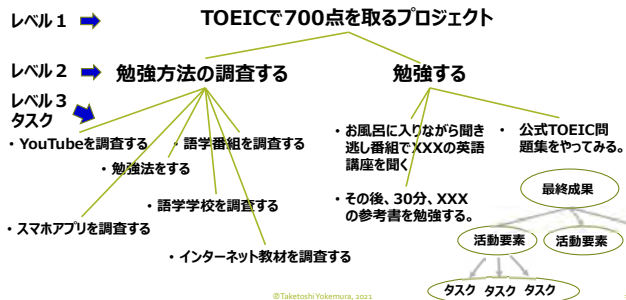 レベル1
TOEICで700点を取るプロジェクト
レベル2
勉強方法の調査する
勉強する
レベル3
タスク
・YouTubeを調査する
・語学番組を調査する
・勉強法をする
・語学学校を調査する
・スマホアプリを調査する
・インターネット教材を調査する
・お風呂に入りながら聞き
逃し番組でXXXの英語
講座を聞く
・その後、30分、XXX
の参考書を勉強する。
・公式TOEIC問
題集をやってみる。
最終成果
活動要素
活動要素
タスク タスク タスク
©Taketoshi Yokemura, 2021